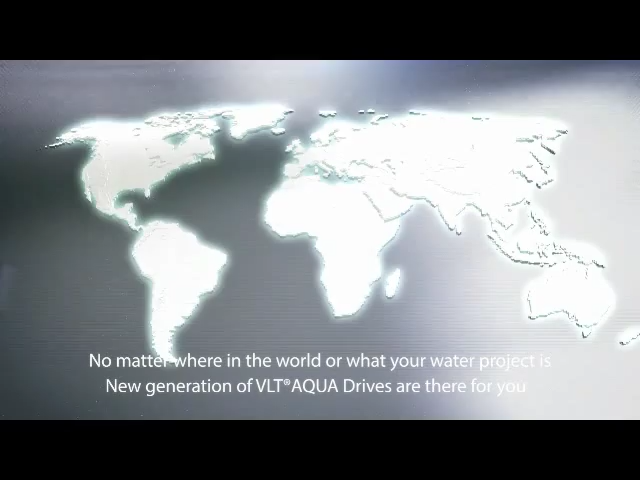 No matter where in the world or what your water project is
New generation of VLT®AQUA Drives are there for you